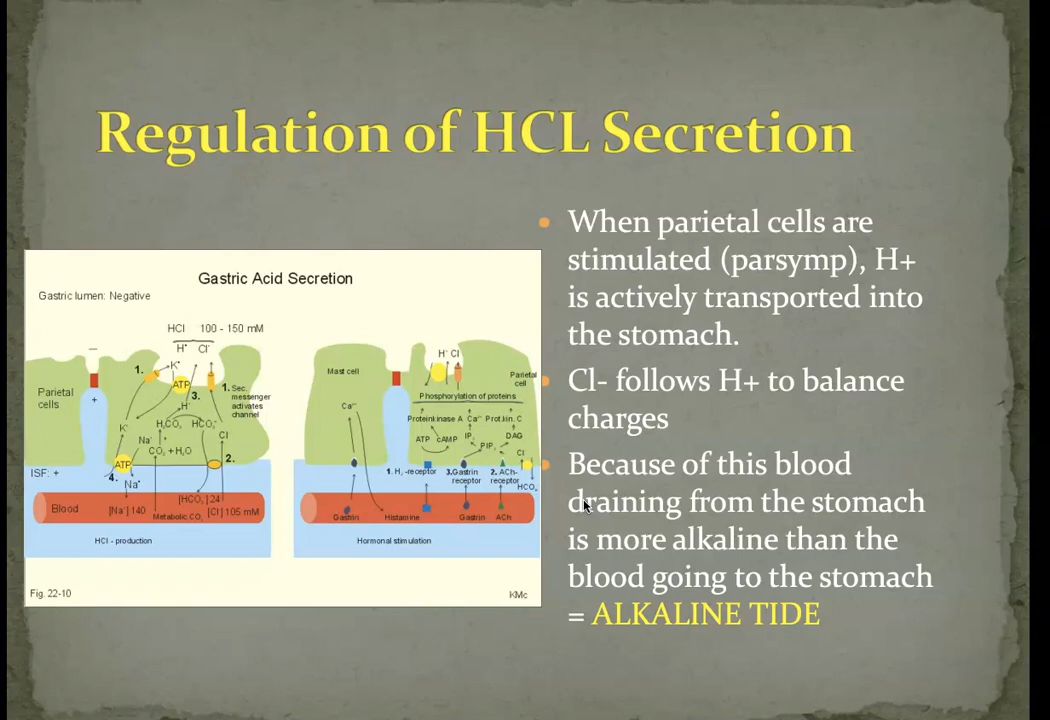 Regulation of HCL Secretion
When parietal cells are
stimulated (parsymp), H+
is actively transported into
the stomach.
Cl- follows H+ to balance
charges
Because of this blood
draining from the stomach
is more alkaline than the
blood going to the stomach
= ALKALINE TIDE
Gastric Acid Secretion
Gastric lumen: Negative
HCl 100 - 150 mM
H⁺ Cl⁻
K⁺
1.
ATP
3.
1. Sec.
messenger
activates
channel
Parietal
cells
+
H⁺
H₂CO₃ HCO₃⁻
K⁺
Na⁺
Cl
CO₂ + H₂O
2.
ISF: +
ATP
4.
Na⁺
[HCO₃⁻] 24
Blood
[Na⁺] 140
Metabolic CO₂
[Cl⁻] 105 mM
HCl - production
H⁺ Cl
Mast cell
Parietal
cell
Phosphorylation of proteins
Ca²⁺
Proteinkinase A Ca²⁺ Prot.kin. C
ATP cAMP IP₃ DAG
PIP₂
Cl
1. H₂-receptor
3.Gastrin
receptor
2. ACh-
receptor
HCO₃⁻
Gastrin
Histamine
Gastrin
ACh
Hormonal stimulation
Fig. 22-10
KMc